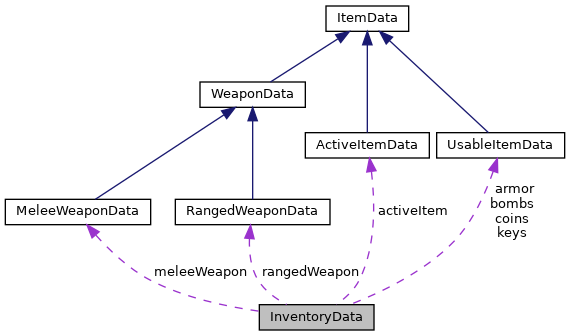 ItemData
WeaponData
ActiveItemData
UsableItemData
MeleeWeaponData
RangedWeaponData
activeItem
armor
bombs
coins
keys
meleeWeapon
rangedWeapon
InventoryData